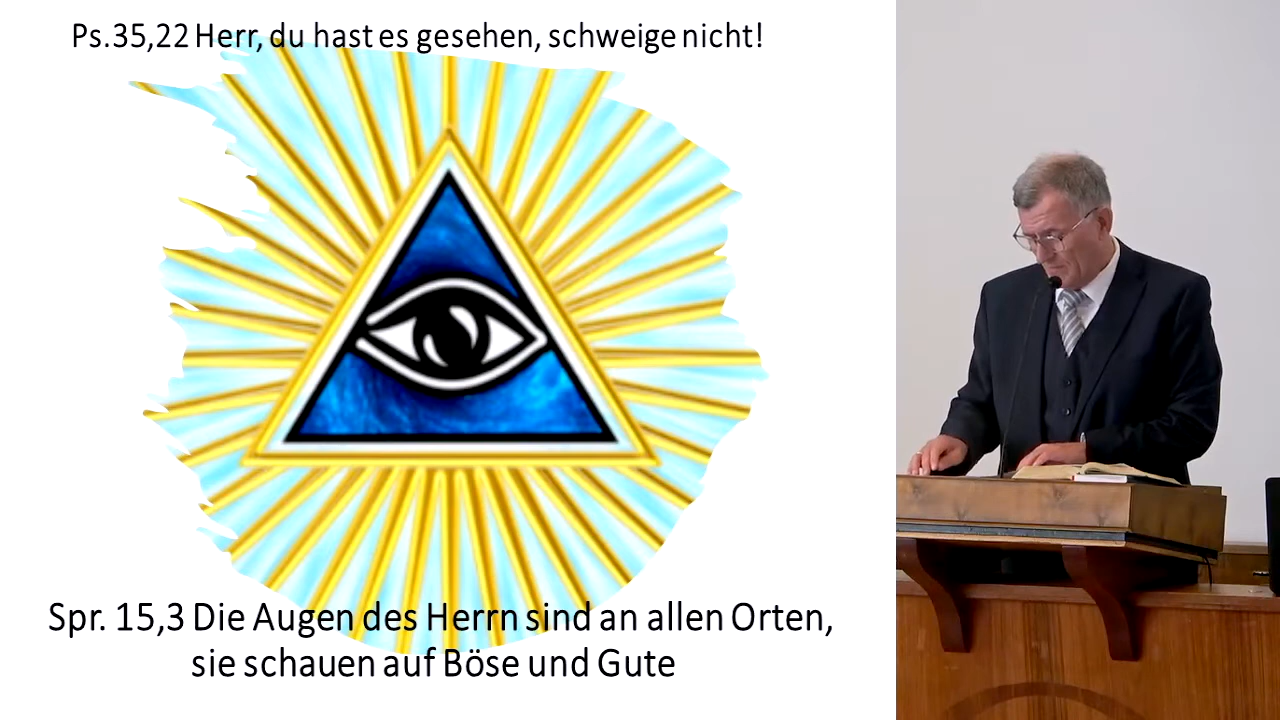 Ps.35,22 Herr, du hast es gesehen, schweige nicht!
Spr. 15,3 Die Augen des Herrn sind an allen Orten,
sie schauen auf Böse und Gute